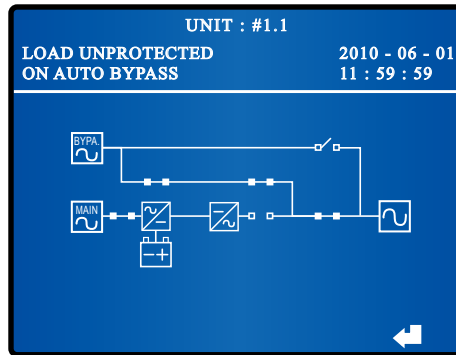 UNIT : #1.1
LOAD UNPROTECTED
2010 - 06 - 01
ON AUTO BYPASS
11 : 59 : 59
BYPA.
MAIN